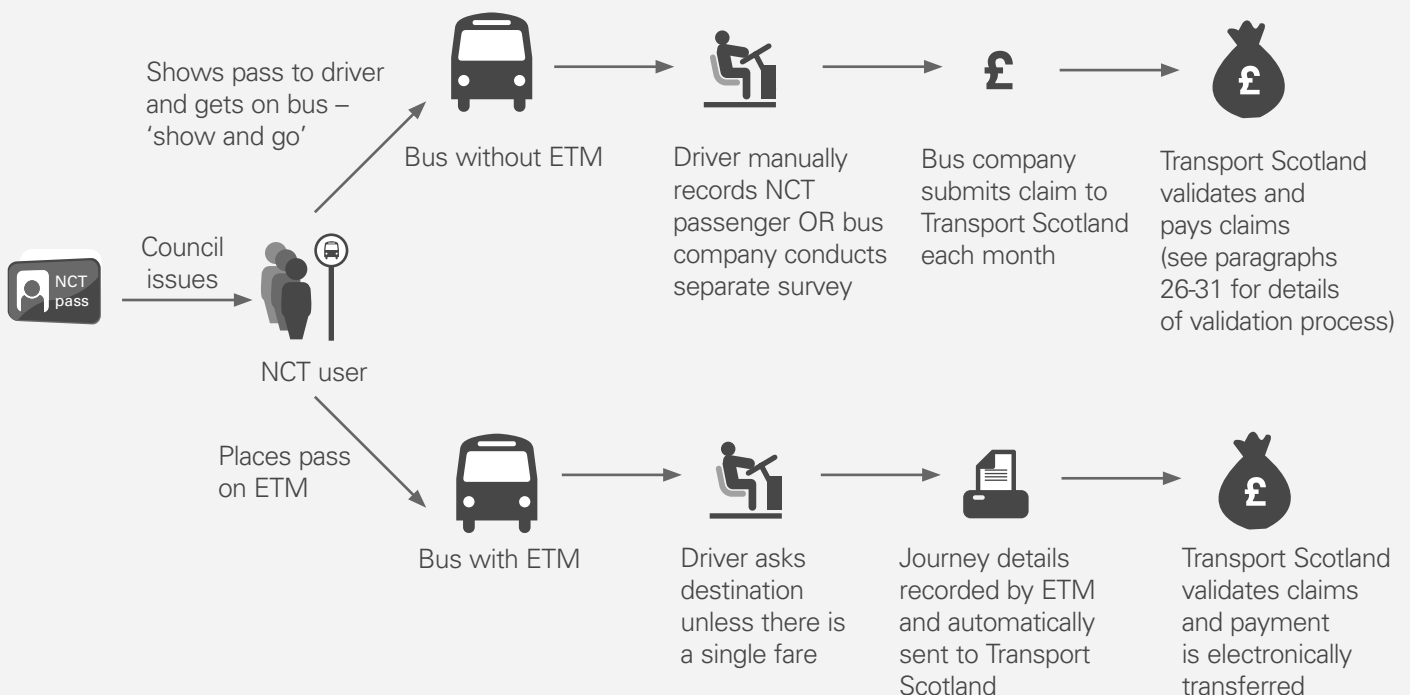 Shows pass to driver
and gets on bus –
‘show and go’
Bus without ETM
Driver manually
records NCT
passenger OR bus
company conducts
separate survey
£
Bus company
submits claim to
Transport Scotland
each month
£
Transport Scotland
validates and
pays claims
(see paragraphs
26-31 for details
of validation process)
NCT
pass
Council
issues
NCT user
Places pass
on ETM
Bus with ETM
Driver asks
destination
unless there is
a single fare
Journey details
recorded by ETM
and automatically
sent to Transport
Scotland
£
Transport Scotland
validates claims
and payment
is electronically
transferred